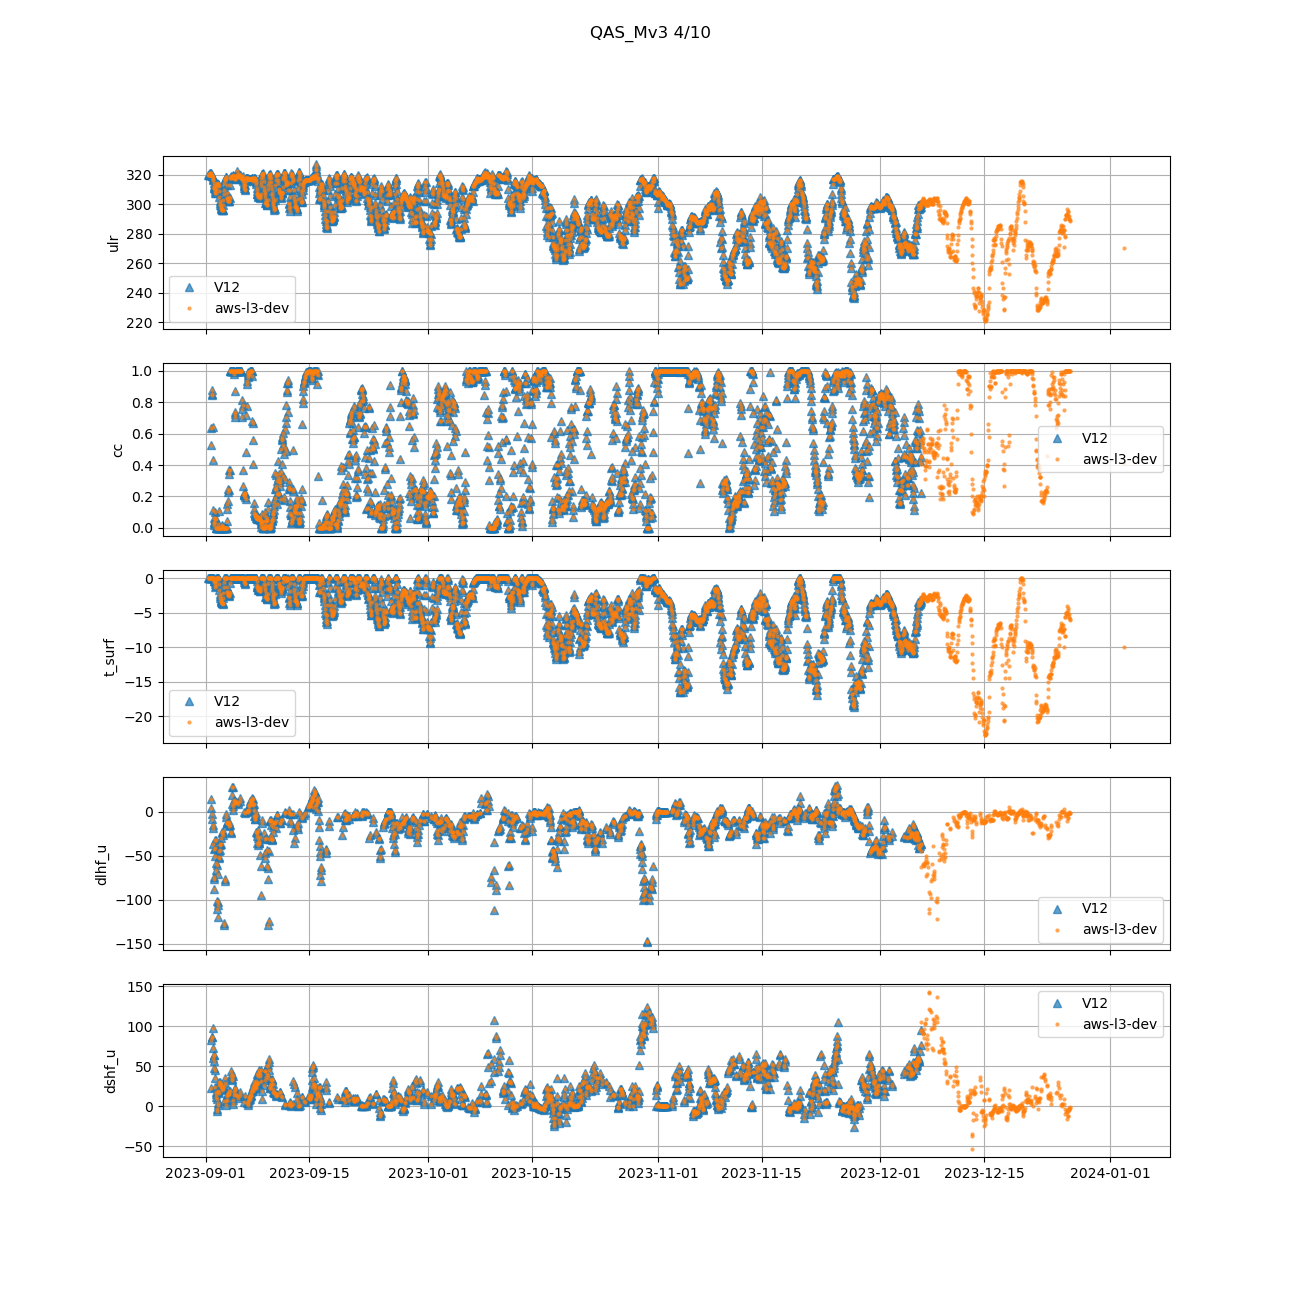 QAS_Mv3 4/10
320
300
280
260
240
220
ulr
V12
aws-l3-dev
1.0
0.8
0.6
0.4
0.2
0.0
cc
V12
aws-l3-dev
0
−5
−10
−15
−20
t_surf
V12
aws-l3-dev
0
−50
−100
−150
dlhf_u
V12
aws-l3-dev
150
100
50
0
−50
dshf_u
V12
aws-l3-dev
2023-09-01 2023-09-15 2023-10-01 2023-10-15 2023-11-01 2023-11-15 2023-12-01 2023-12-15 2024-01-01